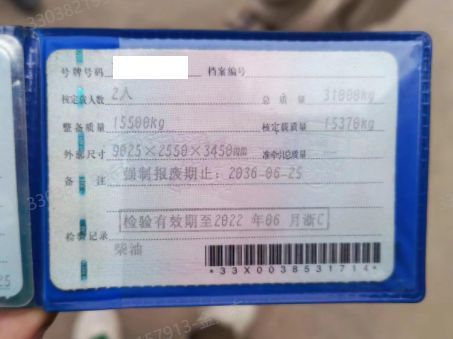 号牌号码 档案编号
核定载人数 2人 总质量 31000kg
整备质量 15500kg 核定载质量 15370kg
外廓尺寸 9025×2550×3450mm 准牵引总质量
备注 强制报废期止：2036-06-25
检验有效期至2022年06月浙C
检验记录
柴油
*33X0038531714*